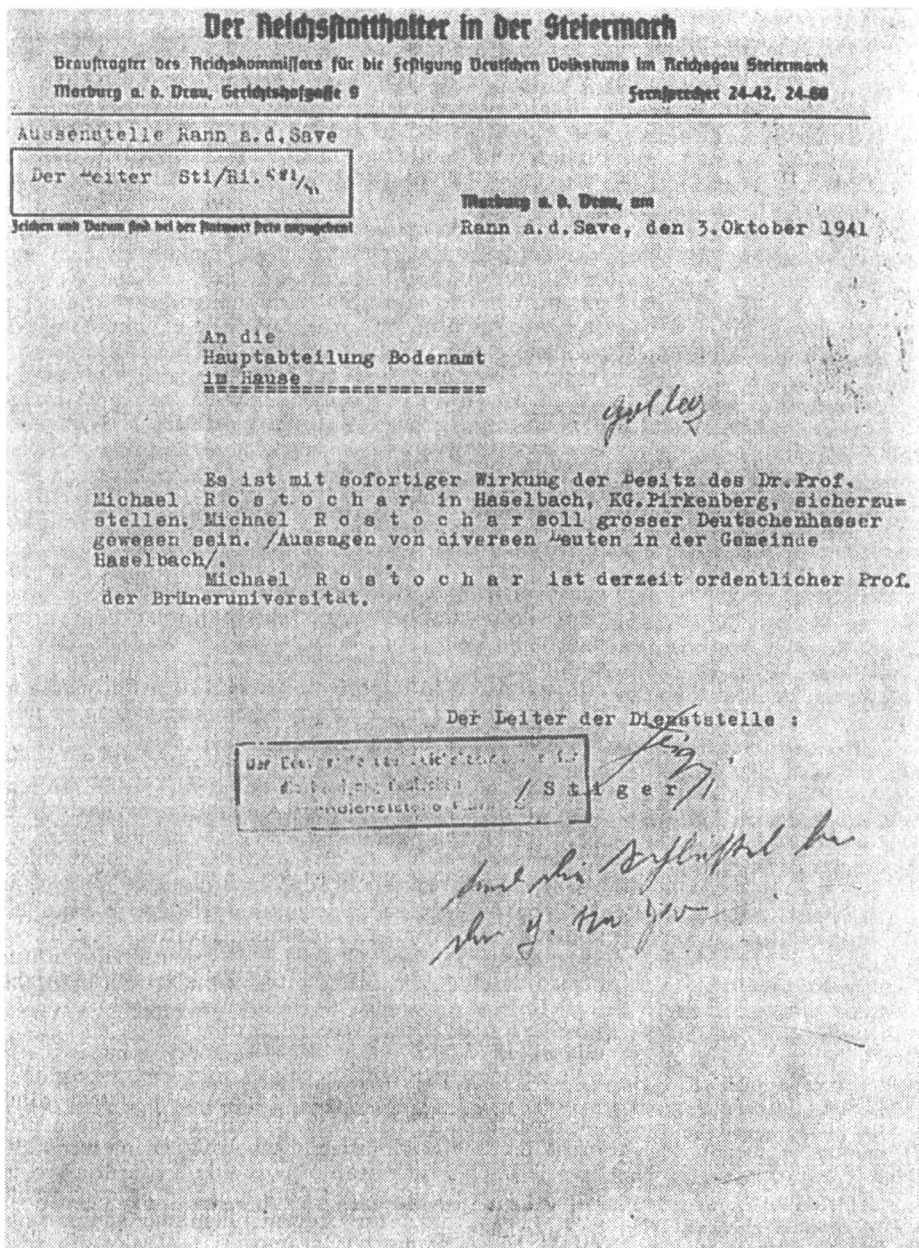 Der Reichsstatthalter in der Steiermark
Beauftragter des Reichskommissars für die Festigung Deutschen Volkstums im Reichsgau Steiermark
Marburg a. d. Drau, Gerichtshofgasse 9 Fernsprecher 24-42, 24-88
Aussenstelle Rann a.d.Save
Der Leiter Sti/Ri.
Zeichen und Datum sind bei der Antwort stets anzugeben!
Marburg a. d. Drau, am
Rann a.d.Save, den 3.Oktober 1941
An die
Hauptabteilung Bodenamt
im Hause
Es ist mit sofortiger Wirkung der Besitz des Dr.Prof.
Michael R o s t o c h a r in Haselbach, KG.Pirkenberg, sicherzu=
stellen. Michael R o s t o c h a r soll grosser Deutschenhasser
gewesen sein. /Aussagen von diversen Leuten in der Gemeinde
Haselbach/.
Michael R o s t o c h a r ist derzeit ordentlicher Prof.
der Brüneruniversität.
Der Leiter der Dienststelle :
/ S t i g e r /